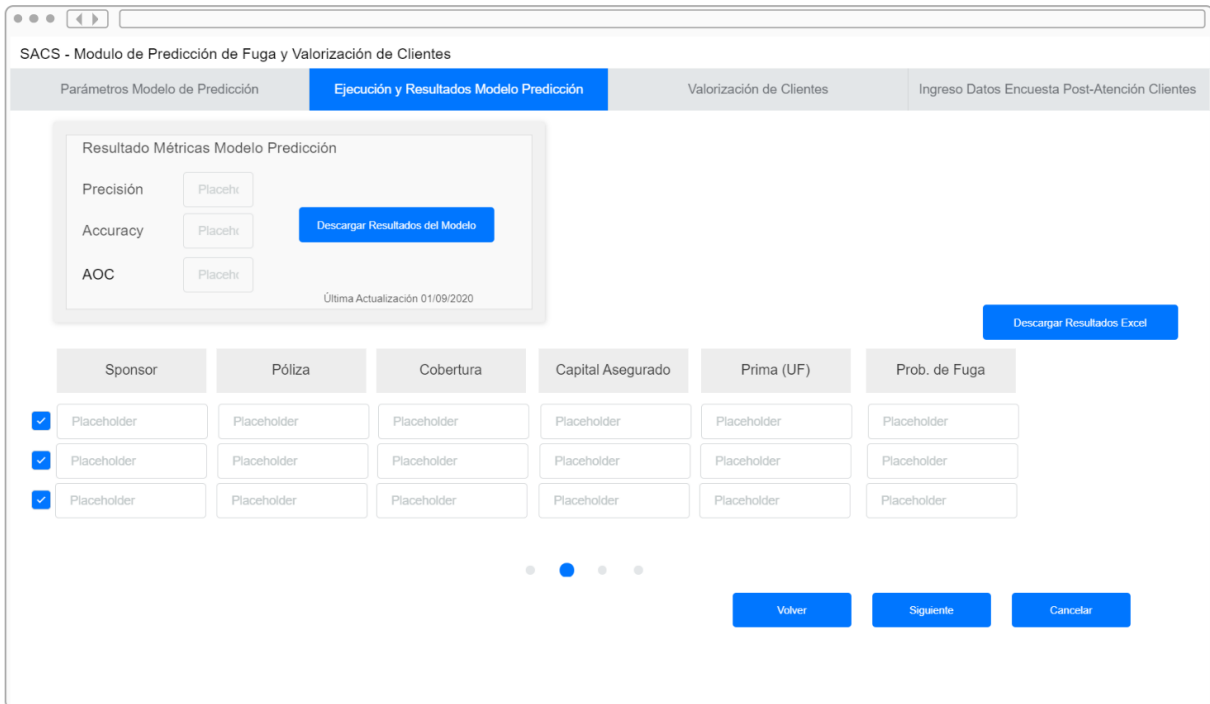 SACS - Modulo de Predicción de Fuga y Valorización de Clientes
Parámetros Modelo de Predicción
Ejecución y Resultados Modelo Predicción
Valorización de Clientes
Ingreso Datos Encuesta Post-Atención Clientes
Resultado Métricas Modelo Predicción
Precisión
Placeh
Accuracy
Placeh
AOC
Placeh
Descargar Resultados del Modelo
Última Actualización 01/09/2020
Descargar Resultados Excel
Sponsor Póliza Cobertura Capital Asegurado Prima (UF) Prob. de Fuga
Placeholder Placeholder Placeholder Placeholder Placeholder Placeholder
Placeholder Placeholder Placeholder Placeholder Placeholder Placeholder
Placeholder Placeholder Placeholder Placeholder Placeholder Placeholder
Volver Siguiente Cancelar